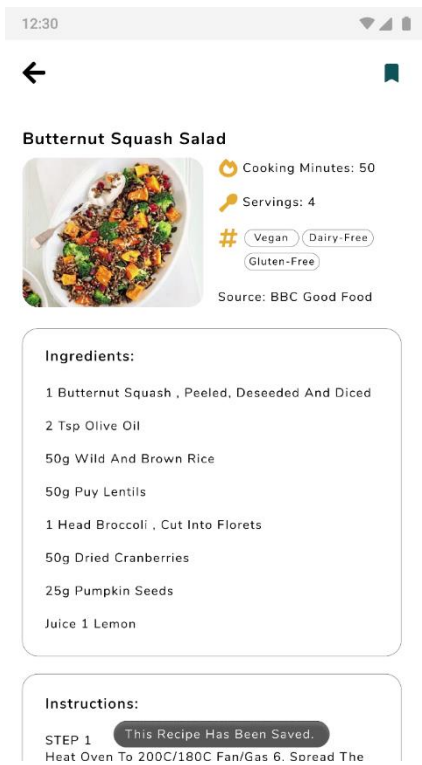 12:30
Butternut Squash Salad
Cooking Minutes: 50
Servings: 4
# Vegan Dairy-Free
Gluten-Free
Source: BBC Good Food
Ingredients:
1 Butternut Squash , Peeled, Deseeded And Diced
2 Tsp Olive Oil
50g Wild And Brown Rice
50g Puy Lentils
1 Head Broccoli , Cut Into Florets
50g Dried Cranberries
25g Pumpkin Seeds
Juice 1 Lemon
Instructions:
STEP 1
This Recipe Has Been Saved.
Heat Oven To 200C/180C Fan/Gas 6. Spread The